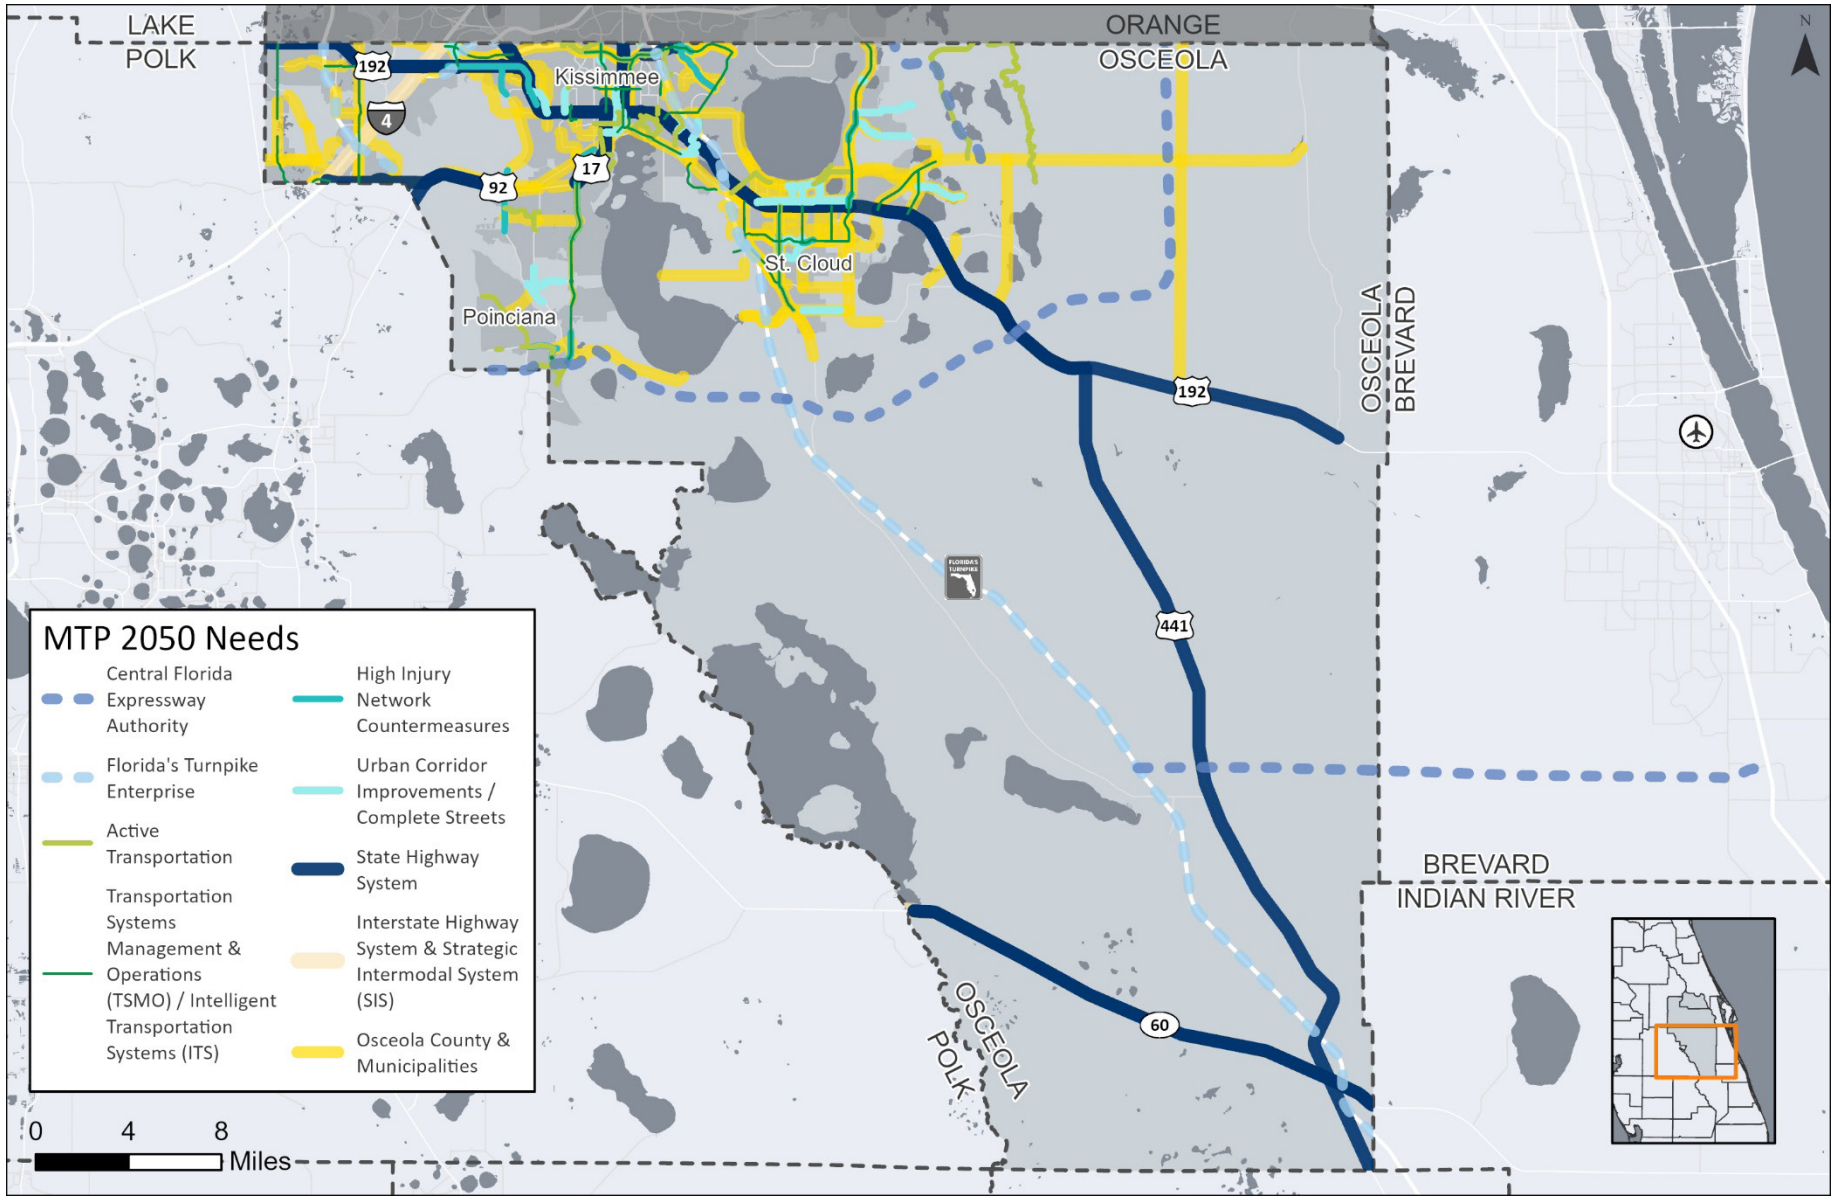 LAKE
POLK
ORANGE
OSCEOLA
N
192
Kissimmee
4
17
92
St. Cloud
Poinciana
OSCEOLA
BREVARD
192
FLORIDA'S
TURNPIKE
441
MTP 2050 Needs
Central Florida
Expressway
Authority
Florida's Turnpike
Enterprise
Active
Transportation
Transportation
Systems
Management &
Operations
(TSMO) / Intelligent
Transportation
Systems (ITS)
High Injury
Network
Countermeasures
Urban Corridor
Improvements /
Complete Streets
State Highway
System
Interstate Highway
System & Strategic
Intermodal System
(SIS)
Osceola County &
Municipalities
BREVARD
INDIAN RIVER
60
OSCEOLA
POLK
0 4 8
Miles